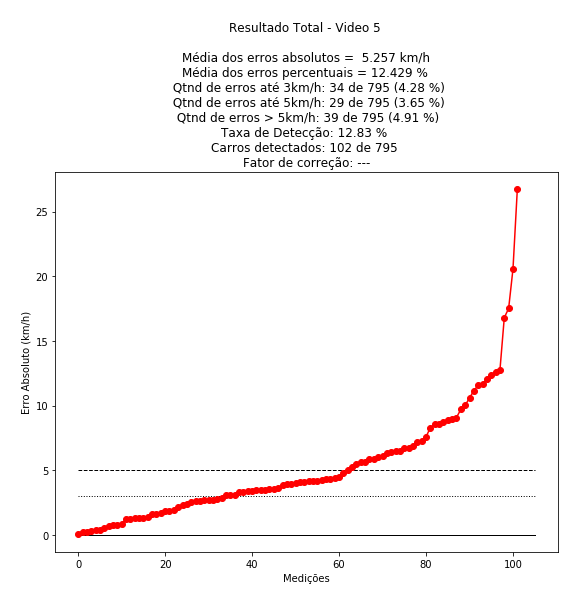 Resultado Total - Video 5
Média dos erros absolutos =  5.257 km/h
Média dos erros percentuais = 12.429 %
Qtnd de erros até 3km/h: 34 de 795 (4.28 %)
Qtnd de erros até 5km/h: 29 de 795 (3.65 %)
Qtnd de erros > 5km/h: 39 de 795 (4.91 %)
Taxa de Detecção: 12.83 %
Carros detectados: 102 de 795
Fator de correção: ---
Erro Absoluto (km/h)
25
20
15
10
5
0
0 20 40 60 80 100
Medições